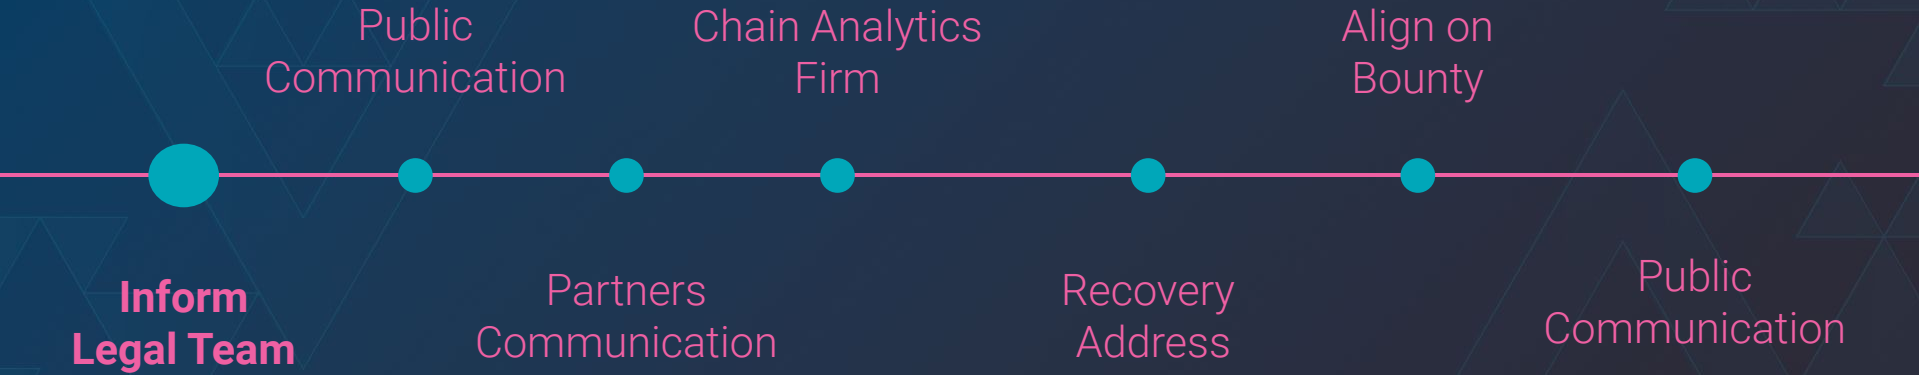 Public
Communication
Chain Analytics
Firm
Align on
Bounty
Inform
Legal Team
Partners
Communication
Recovery
Address
Public
Communication